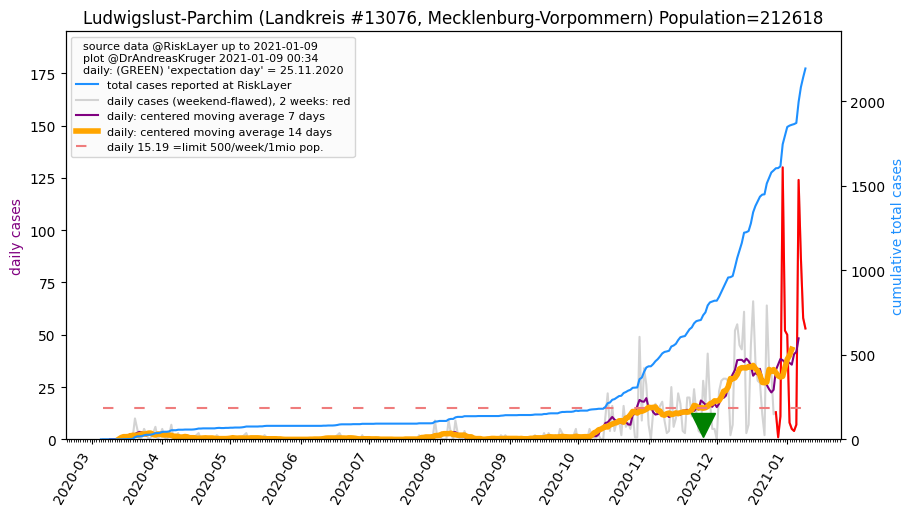 Ludwigslust-Parchim (Landkreis #13076, Mecklenburg-Vorpommern) Population=212618
source data @RiskLayer up to 2021-01-09
plot @DrAndreasKruger 2021-01-09 00:34
daily: (GREEN) 'expectation day' = 25.11.2020
total cases reported at RiskLayer
daily cases (weekend-flawed), 2 weeks: red
daily: centered moving average 7 days
daily: centered moving average 14 days
daily 15.19 =limit 500/week/1mio pop.
daily cases
175
150
125
100
75
50
25
0
cumulative total cases
2000
1500
1000
500
0
2020-03
2020-04
2020-05
2020-06
2020-07
2020-08
2020-09
2020-10
2020-11
2020-12
2021-01